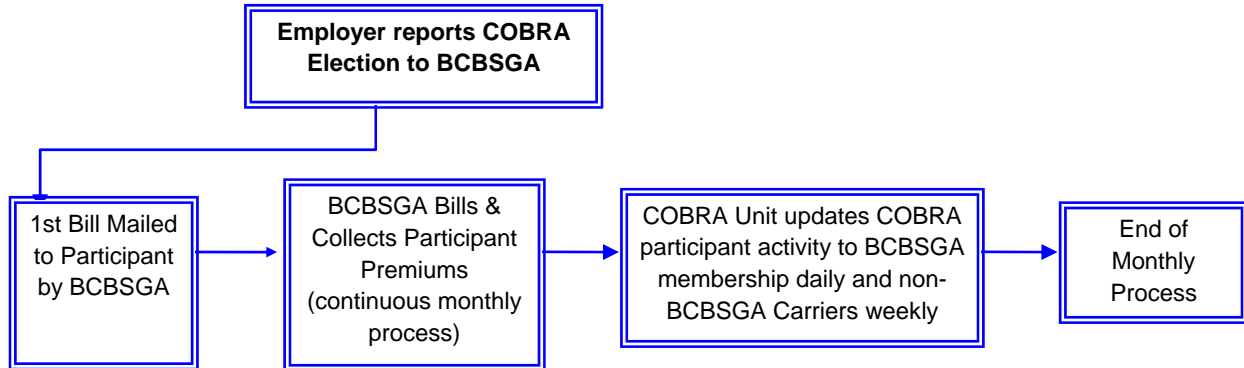 Employer reports COBRA
Election to BCBSGA
1st Bill Mailed
to Participant
by BCBSGA
BCBSGA Bills &
Collects Participant
Premiums
(continuous monthly
process)
COBRA Unit updates COBRA
participant activity to BCBSGA
membership daily and non-
BCBSGA Carriers weekly
End of
Monthly
Process